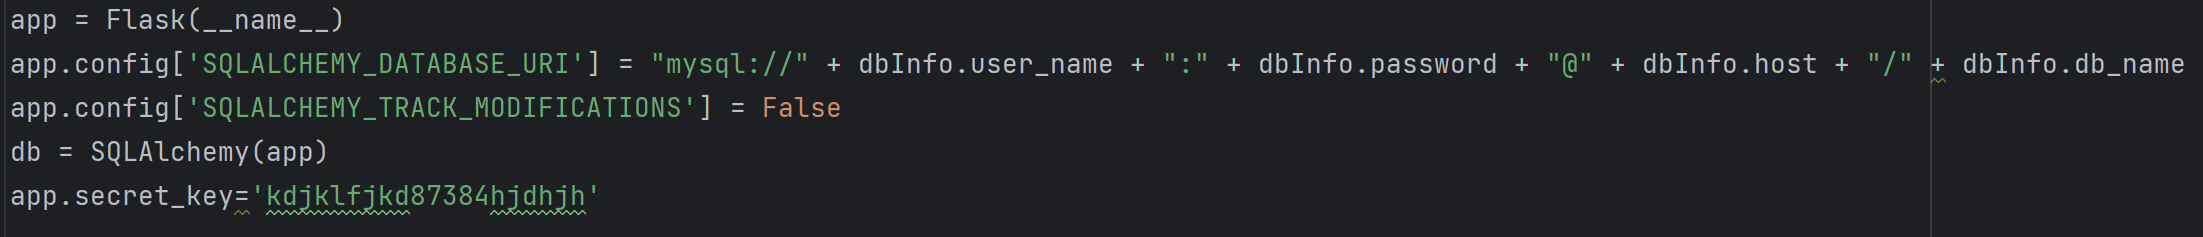 app = Flask(__name__)
app.config['SQLALCHEMY_DATABASE_URI'] = "mysql://" + dbInfo.user_name + ":" + dbInfo.password + "@" + dbInfo.host + "/" + dbInfo.db_name
app.config['SQLALCHEMY_TRACK_MODIFICATIONS'] = False
db = SQLAlchemy(app)
app.secret_key='kdjklfjkd87384hjdhjh'